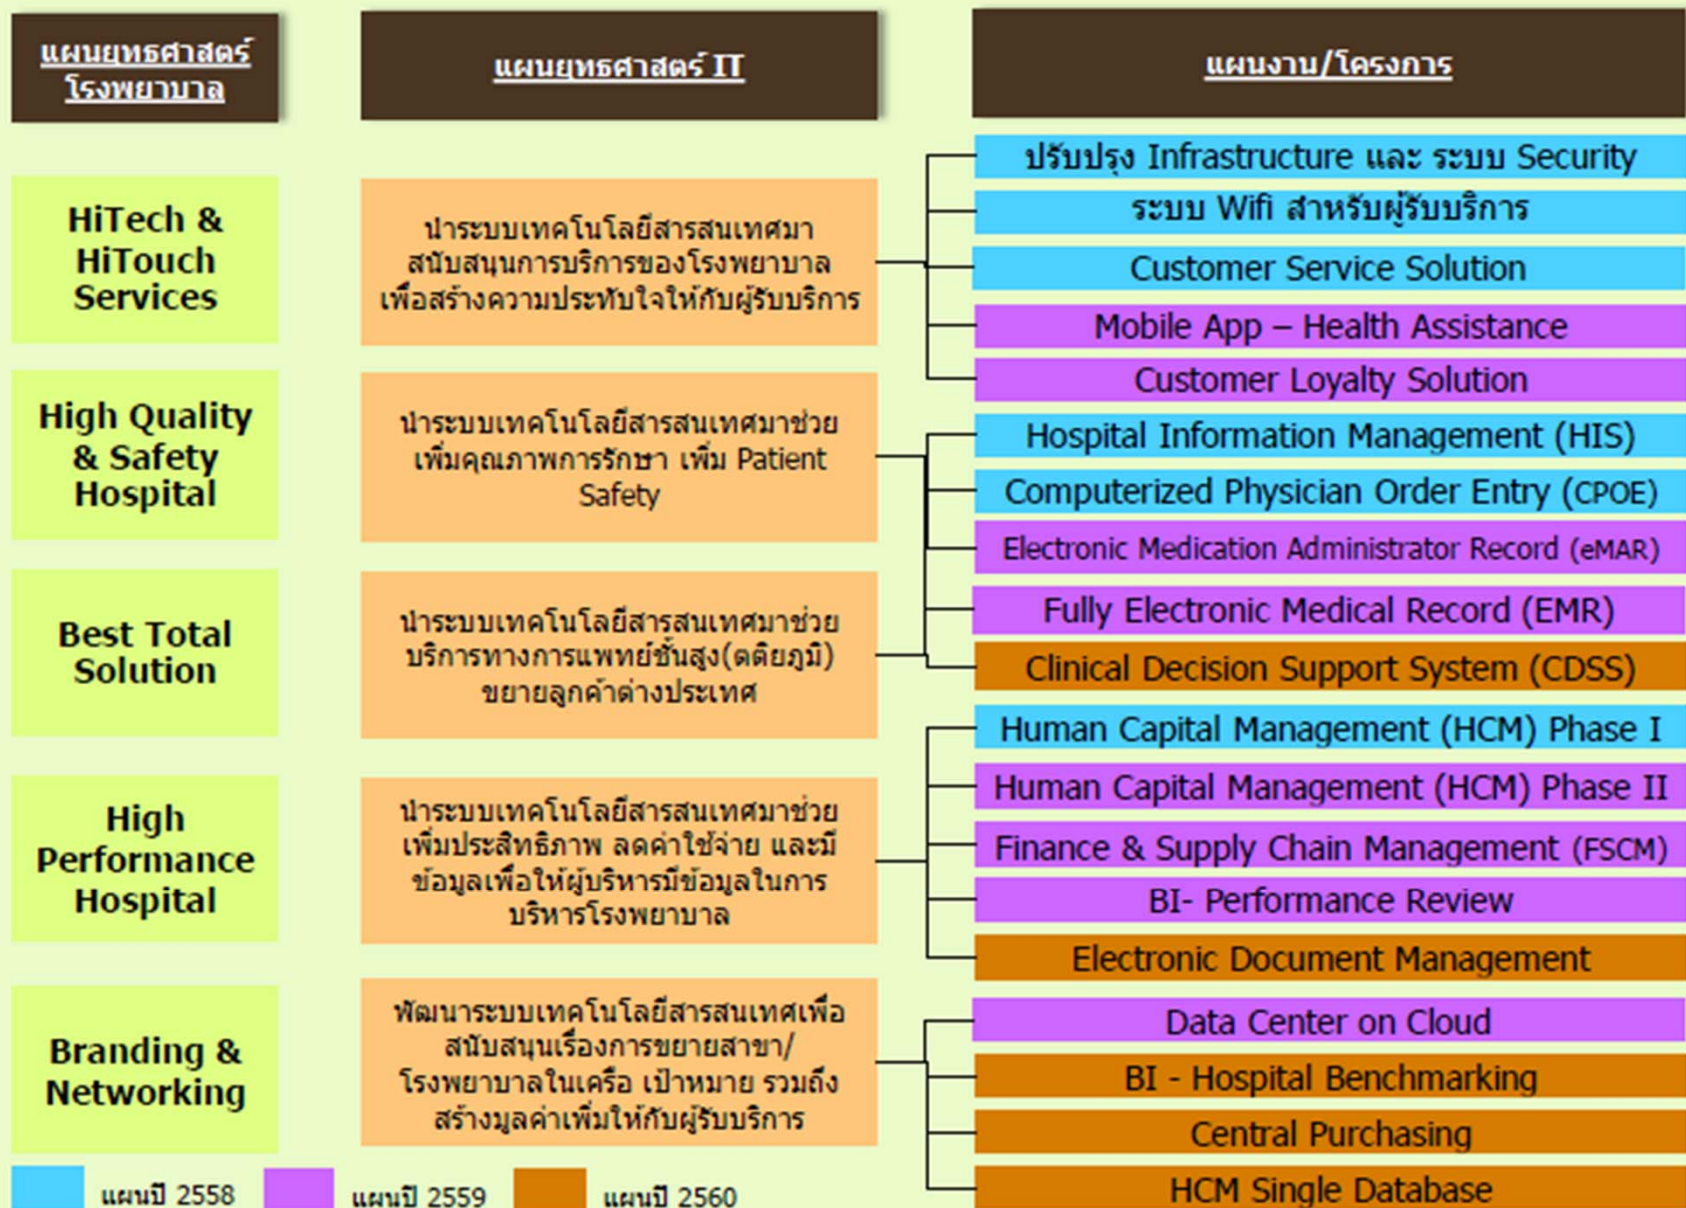 แผนยุทธศาสตร์
โรงพยาบาล
แผนยุทธศาสตร์ IT
แผนงาน/โครงการ
HiTech &
HiTouch
Services
นำระบบเทคโนโลยีสารสนเทศมา
สนับสนุนการบริการของโรงพยาบาล
เพื่อสร้างความประทับใจให้กับผู้รับบริการ
ปรับปรุง Infrastructure และ ระบบ Security
ระบบ Wifi สำหรับผู้รับบริการ
Customer Service Solution
Mobile App – Health Assistance
Customer Loyalty Solution
High Quality
& Safety
Hospital
นำระบบเทคโนโลยีสารสนเทศมาช่วย
เพิ่มคุณภาพการรักษา เพิ่ม Patient
Safety
Hospital Information Management (HIS)
Computerized Physician Order Entry (CPOE)
Electronic Medication Administrator Record (eMAR)
Fully Electronic Medical Record (EMR)
Clinical Decision Support System (CDSS)
Best Total
Solution
นำระบบเทคโนโลยีสารสนเทศมาช่วย
บริการทางการแพทย์ชั้นสูง(ตติยภูมิ)
ขยายลูกค้าต่างประเทศ
High
Performance
Hospital
นำระบบเทคโนโลยีสารสนเทศมาช่วย
เพิ่มประสิทธิภาพ ลดค่าใช้จ่าย และมี
ข้อมูลเพื่อให้ผู้บริหารมีข้อมูลในการ
บริหารโรงพยาบาล
Human Capital Management (HCM) Phase I
Human Capital Management (HCM) Phase II
Finance & Supply Chain Management (FSCM)
BI- Performance Review
Electronic Document Management
Branding &
Networking
พัฒนาระบบเทคโนโลยีสารสนเทศเพื่อ
สนับสนุนเรื่องการขยายสาขา/
โรงพยาบาลในเครือ เป้าหมาย รวมถึง
สร้างมูลค่าเพิ่มให้กับผู้รับบริการ
Data Center on Cloud
BI - Hospital Benchmarking
Central Purchasing
HCM Single Database
แผนปี 2558
แผนปี 2559
แผนปี 2560